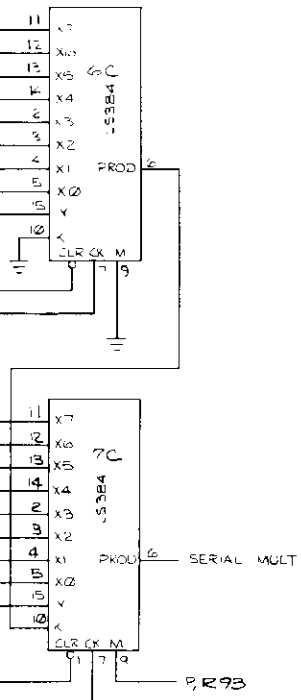 11 X7
12 X6
13 X5 6C
14 X4 LS384
2 X3
3 X2
4 X1 PROD 6
5 X0
15 Y
10 K
CLR CK M
7 9
11 X7
12 X6
13 X5 7C
14 X4 LS384
2 X3
3 X2
4 X1 PROD 6 SERIAL MULT
5 X0
15 Y
10 K
CLR CK M
1 7 9
P,R93